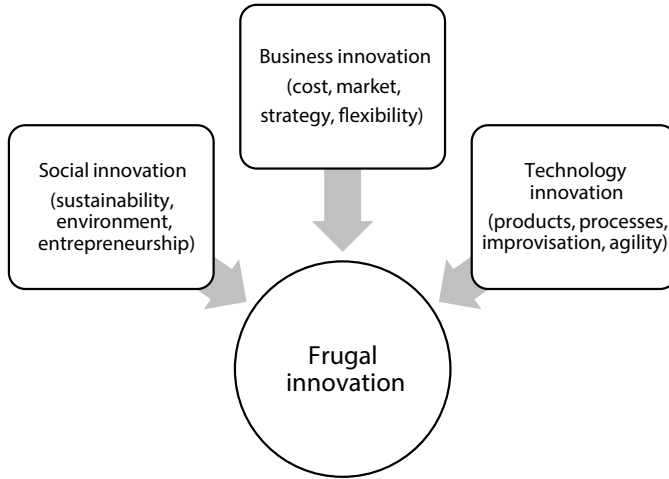 Business innovation
(cost, market,
strategy, flexibility)
Social innovation
(sustainability,
environment,
entrepreneurship)
Technology
innovation
(products, processes,
improvisation, agility)
Frugal
innovation